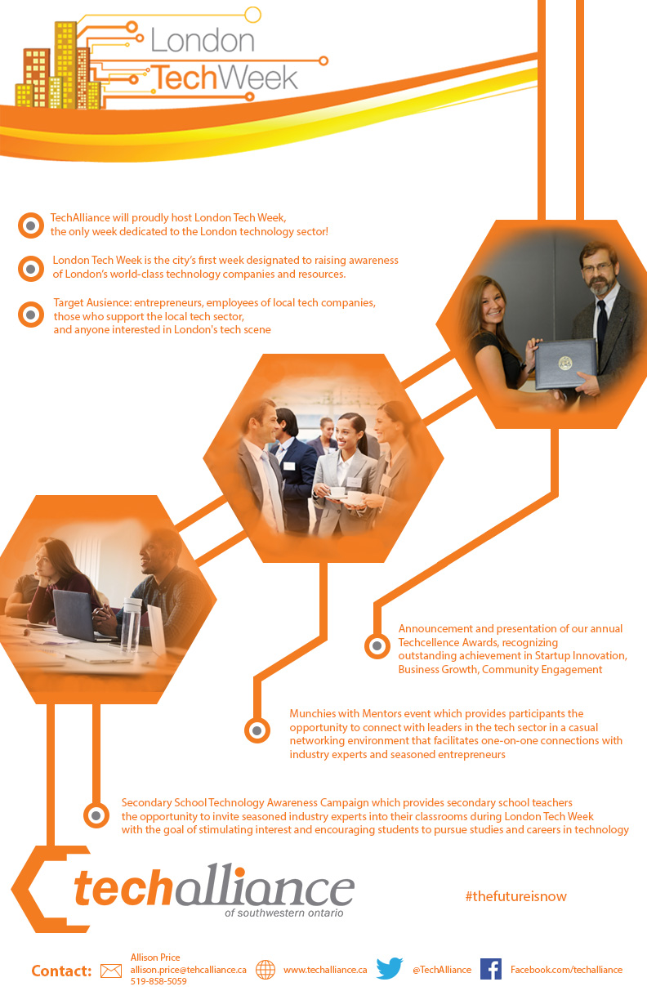 London
TechWeek
TechAlliance will proudly host London Tech Week,
the only week dedicated to the London technology sector!
London Tech Week is the city's first week designated to raising awareness
of London's world-class technology companies and resources.
Target Ausience: entrepreneurs, employees of local tech companies,
those who support the local tech sector,
and anyone interested in London's tech scene
Announcement and presentation of our annual
Techcellence Awards, recognizing
outstanding achievement in Startup Innovation,
Business Growth, Community Engagement
Munchies with Mentors event which provides participants the
opportunity to connect with leaders in the tech sector in a casual
networking environment that facilitates one-on-one connections with
industry experts and seasoned entrepreneurs
Secondary School Technology Awareness Campaign which provides secondary school teachers
the opportunity to invite seasoned industry experts into their classrooms during London Tech Week
with the goal of stimulating interest and encouraging students to pursue studies and careers in technology
techalliance
of southwestern ontario
#thefutureisnow
Contact:
Allison Price
allison.price@tehcalliance.ca
519-858-5059
www.techalliance.ca
@TechAlliance
Facebook.com/techalliance